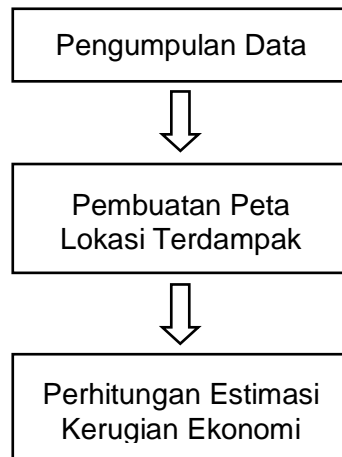 Pengumpulan Data
Pembuatan Peta
Lokasi Terdampak
Perhitungan Estimasi
Kerugian Ekonomi